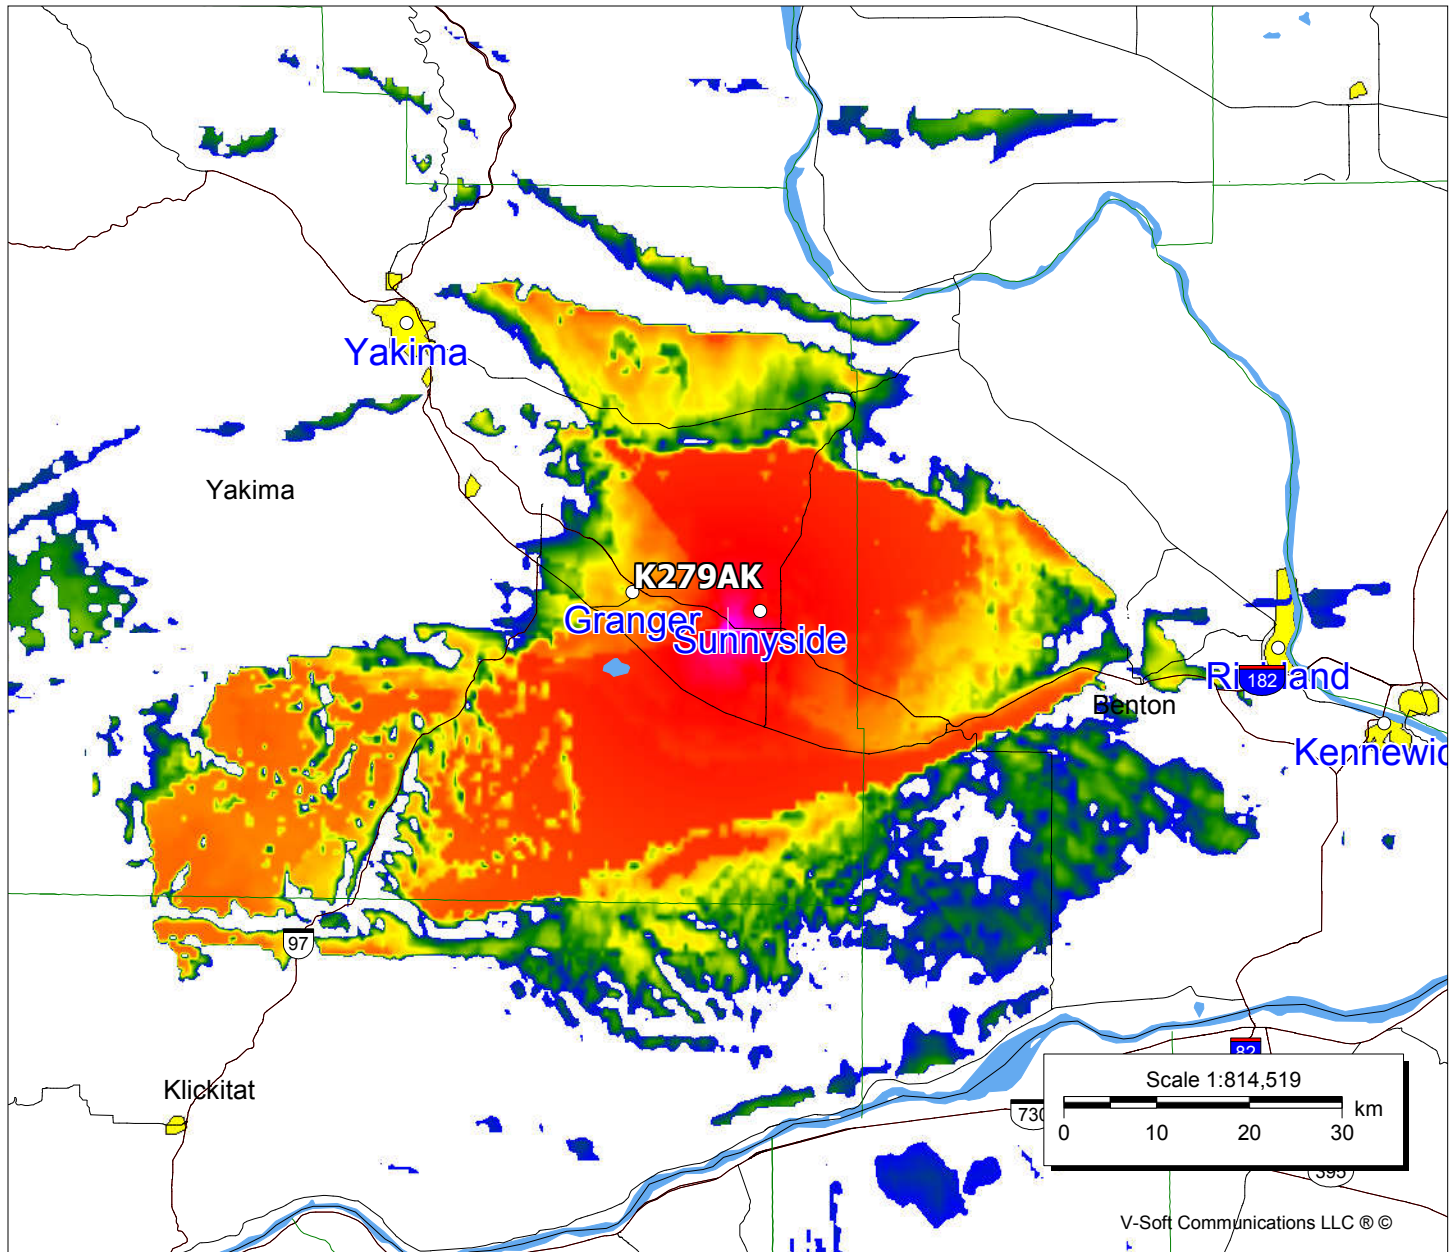 Yakima
Yakima
K279AK
Granger
Sunnyside
182
Benton
97
Klickitat
82
730
Scale 1:814,519
km
0 10 20 30
395
V-Soft Communications LLC ® ©